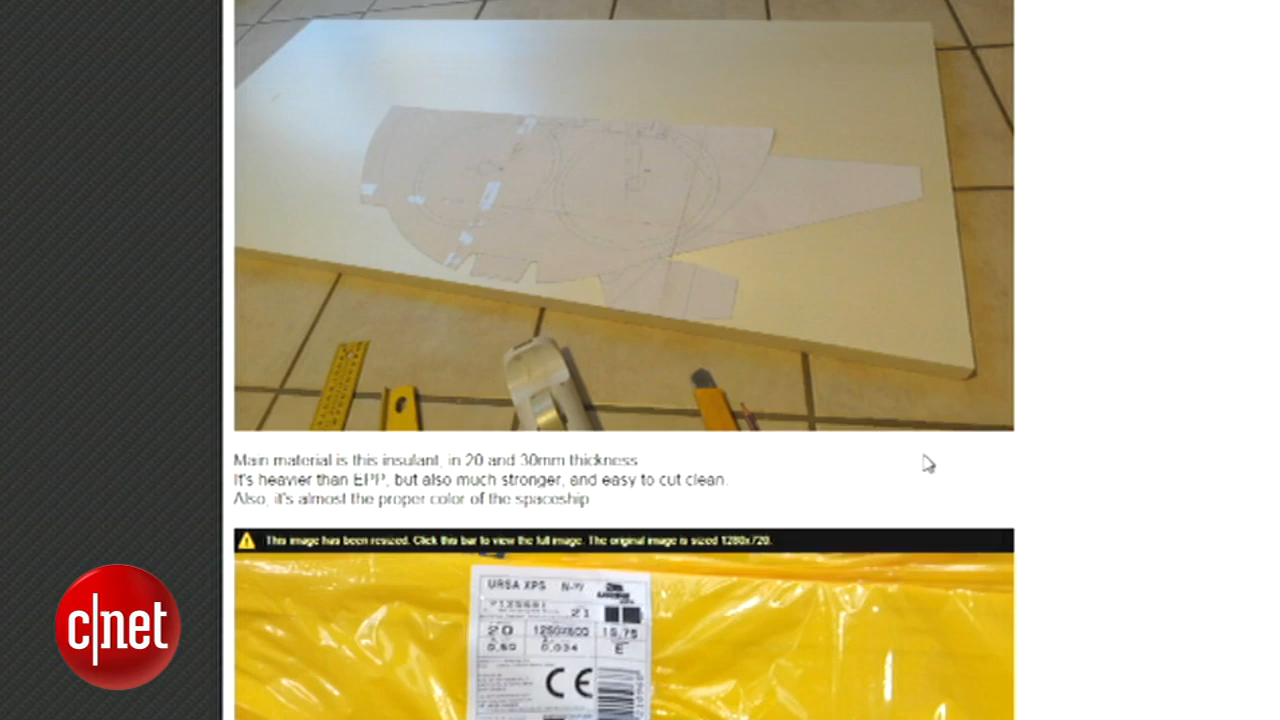 Main material is this insulant, in 20 and 30mm thickness
It's heavier than EPP, but also much stronger, and easy to cut clean.
Also, it's almost the proper color of the spaceship
This image has been resized. Click this bar to view the full image. The original image is sized 1280x720.
URSA XPS
21
20 1250X600 15,75
0,034 E
CE
c|net